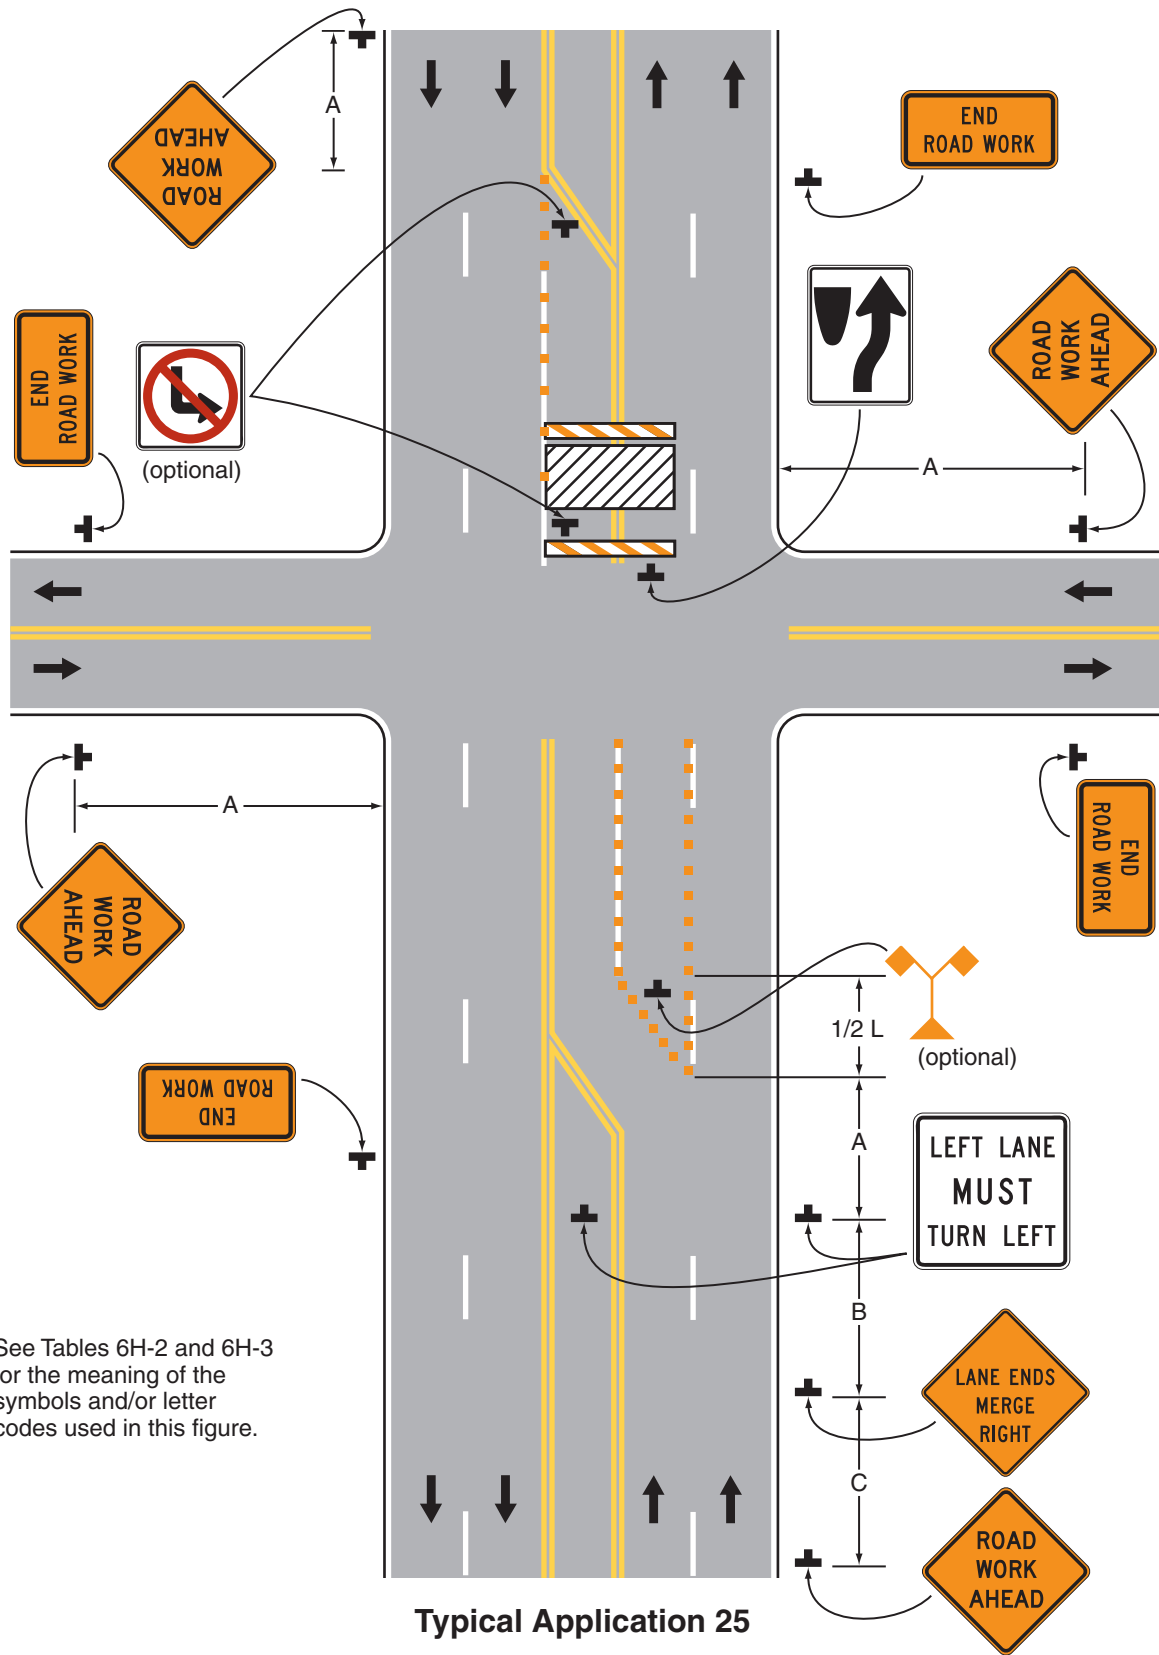 A
ROAD
WORK
AHEAD
END
ROAD WORK
END
ROAD WORK
(optional)
ROAD
WORK
AHEAD
A
A
ROAD
WORK
AHEAD
END
ROAD WORK
1/2 L
(optional)
END
ROAD WORK
A
LEFT LANE
MUST
TURN LEFT
B
See Tables 6H-2 and 6H-3
for the meaning of the
symbols and/or letter
codes used in this figure.
LANE ENDS
MERGE
RIGHT
C
ROAD
WORK
AHEAD
Typical Application 25